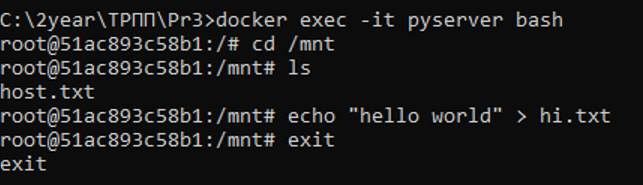 C:\2year\ТРПП\Pr3>docker exec -it pyserver bash
root@51ac893c58b1:/# cd /mnt
root@51ac893c58b1:/mnt# ls
host.txt
root@51ac893c58b1:/mnt# echo "hello world" > hi.txt
root@51ac893c58b1:/mnt# exit
exit